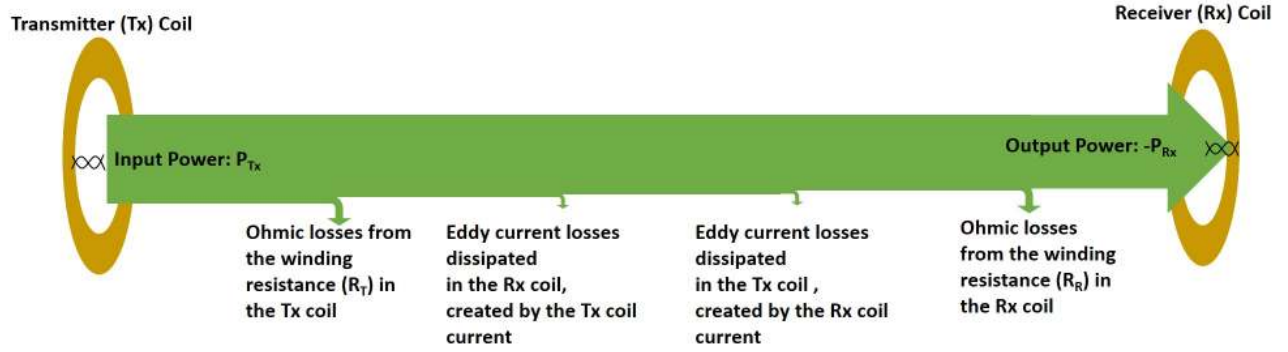 Transmitter (Tx) Coil
Receiver (Rx) Coil
Input Power: PTx
Output Power: -PRx
Ohmic losses from
the winding
resistance (RT) in
the Tx coil
Eddy current losses
dissipated
in the Rx coil,
created by the Tx coil
current
Eddy current losses
dissipated
in the Tx coil ,
created by the Rx coil
current
Ohmic losses
from the winding
resistance (RR) in
the Rx coil